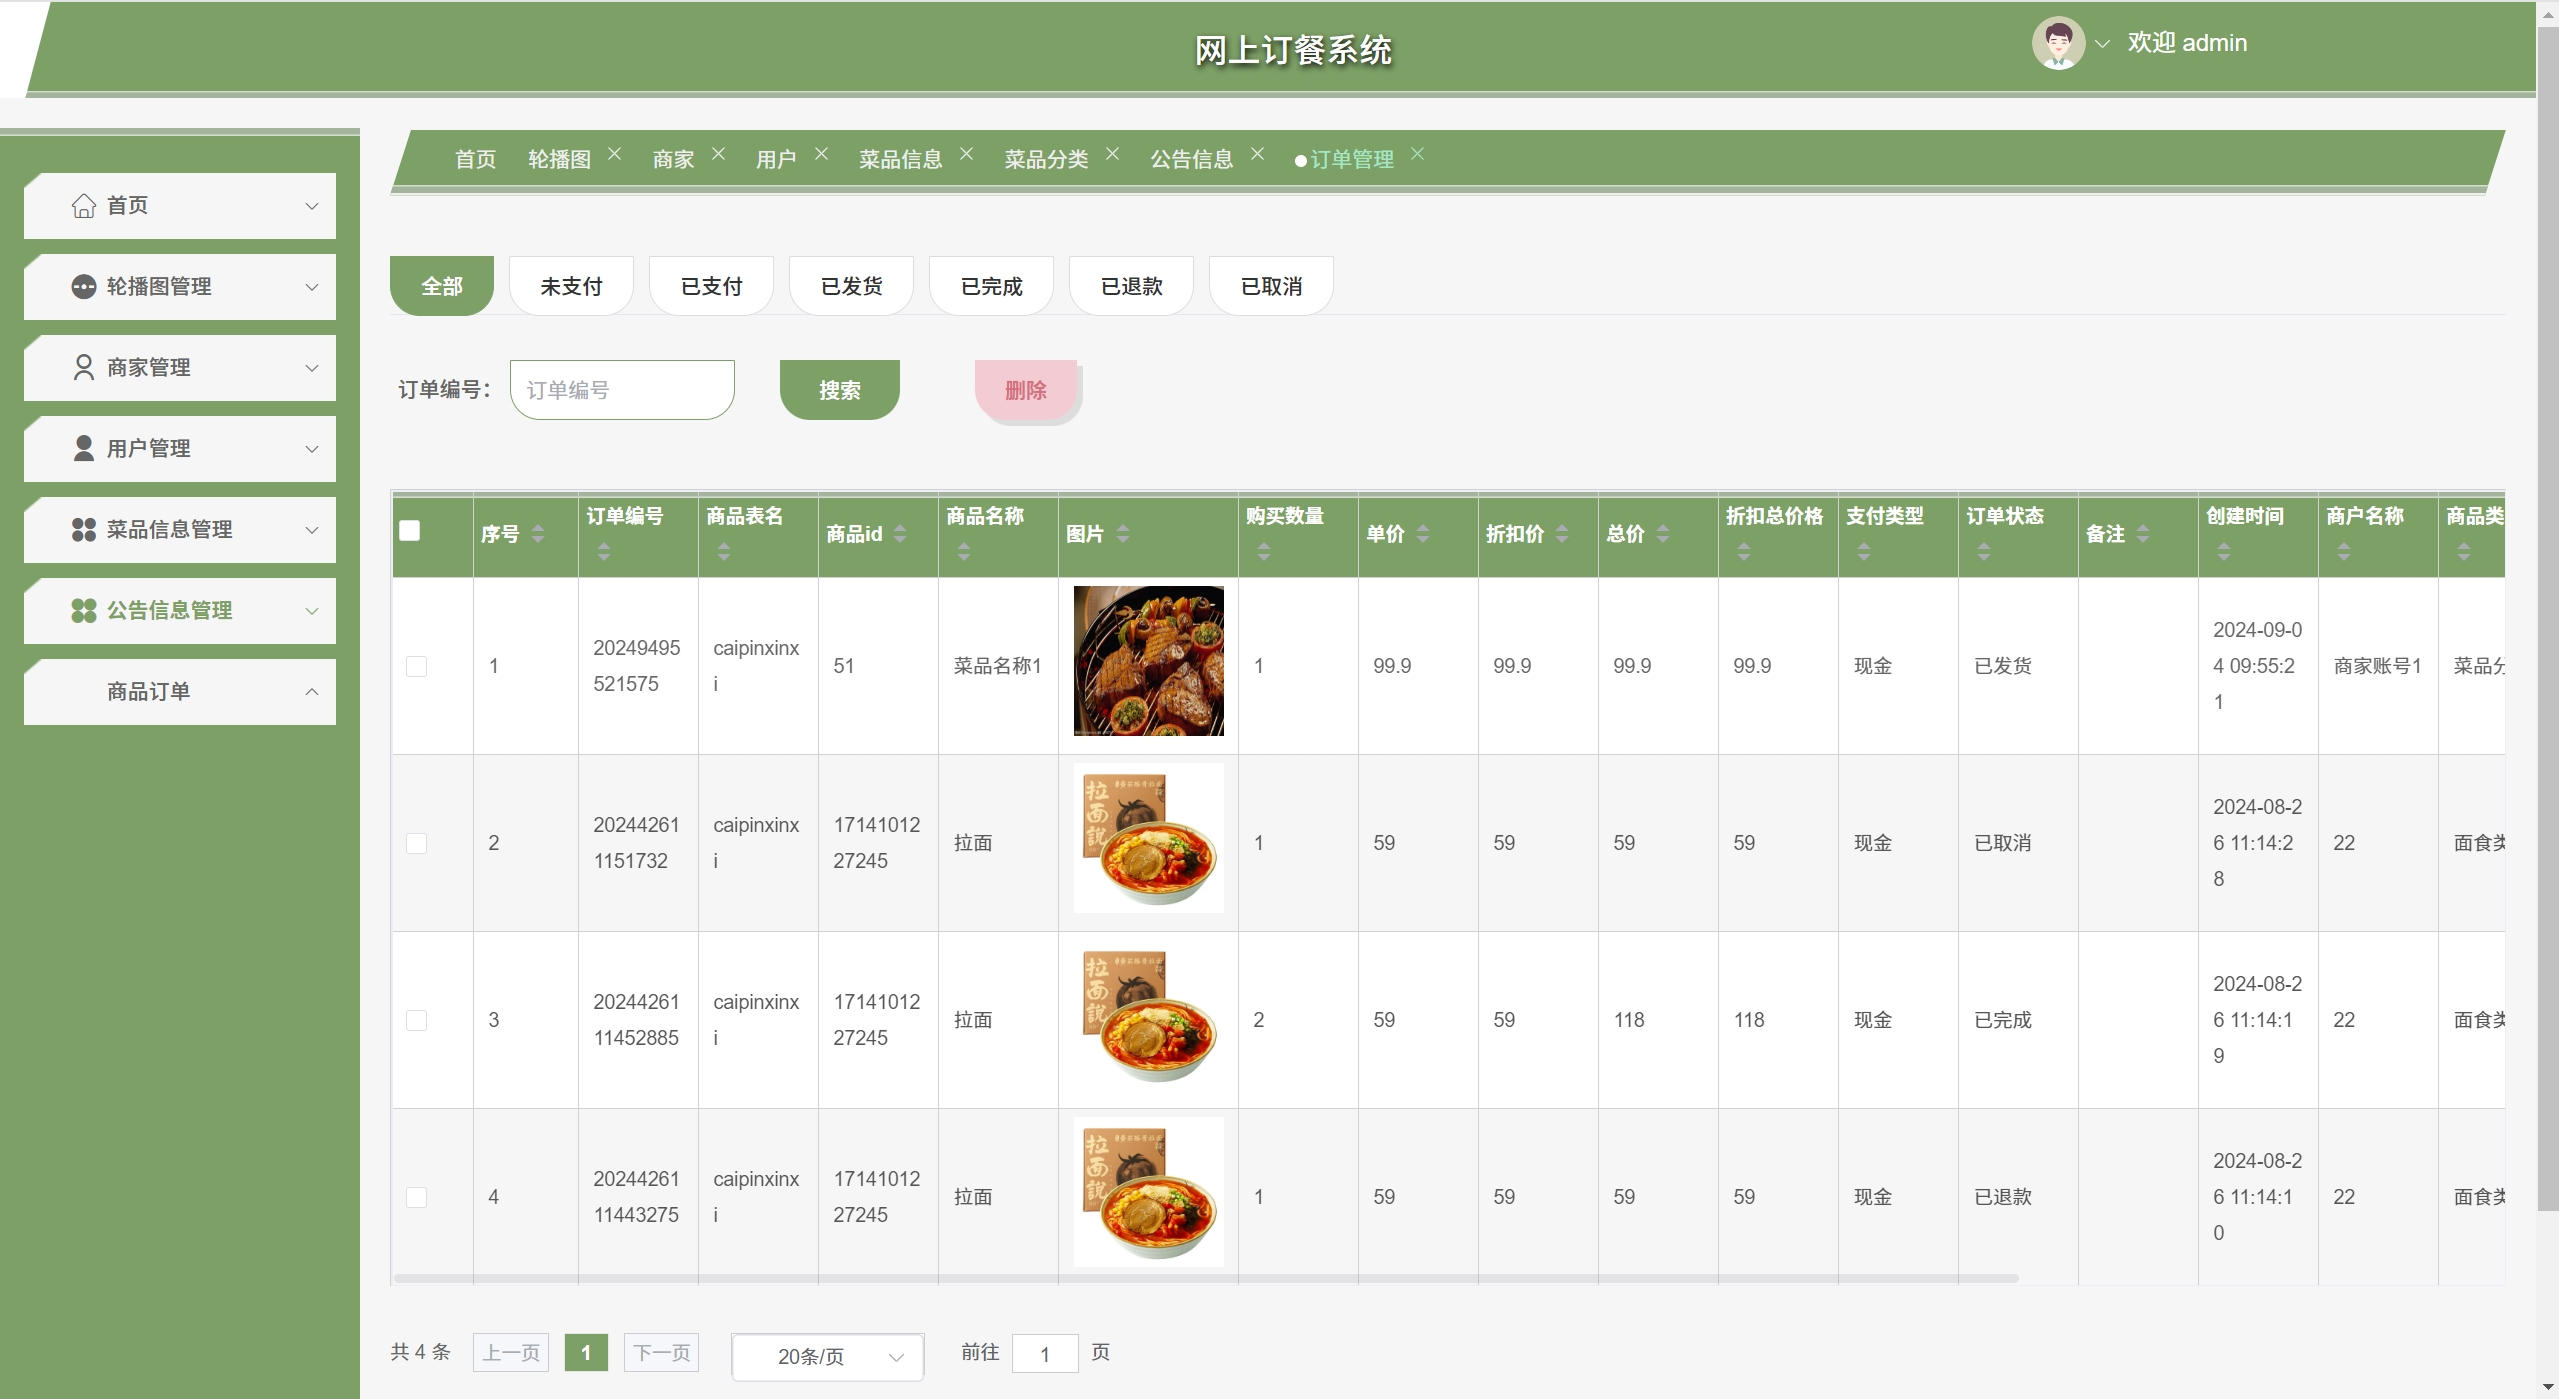 网上订餐系统
欢迎 admin
首页 轮播图 商家 用户 菜品信息 菜品分类 公告信息 订单管理
首页
轮播图管理
商家管理
用户管理
菜品信息管理
公告信息管理
商品订单
全部 未支付 已支付 已发货 已完成 已退款 已取消
订单编号： 订单编号 搜索 删除
序号 订单编号 商品表名 商品id 商品名称 图片 购买数量 单价 折扣价 总价 折扣总价格 支付类型 订单状态 备注 创建时间 商户名称 商品类
1 20249495521575 caipinxinxi 51 菜品名称1 1 99.9 99.9 99.9 99.9 现金 已发货 2024-09-04 09:55:21 商家账号1 菜品分
2 202442611151732 caipinxinxi 1714101227245 拉面 拉面說 1 59 59 59 59 现金 已取消 2024-08-26 11:14:28 22 面食类
3 2024426111452885 caipinxinxi 1714101227245 拉面 拉面說 2 59 59 118 118 现金 已完成 2024-08-26 11:14:19 22 面食类
4 2024426111443275 caipinxinxi 1714101227245 拉面 拉面說 1 59 59 59 59 现金 已退款 2024-08-26 11:14:10 22 面食类
共 4 条 上一页 1 下一页 20条/页 前往 1 页